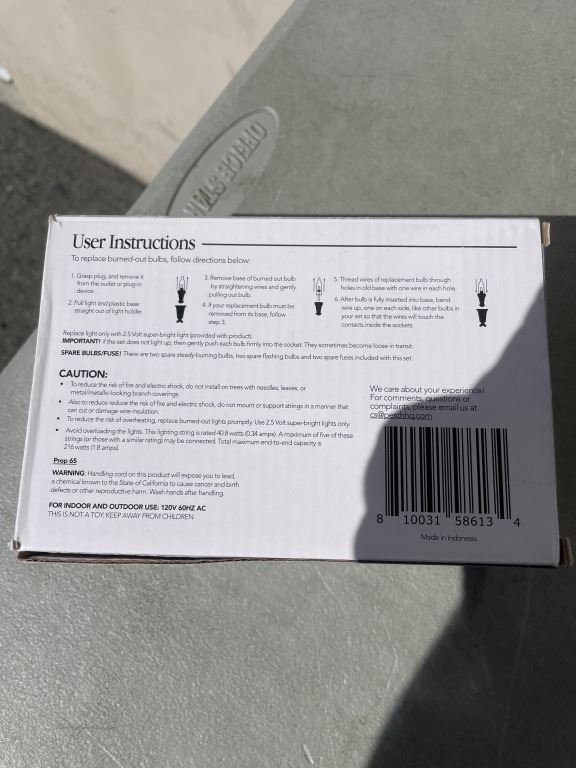 OFFICE STAR
User Instructions
To replace burned-out bulbs, follow directions below:
1. Grasp plug, and remove it
from the outlet or plug-in
device.
2. Pull light and plastic base
straight out of light holder.
3. Remove base of burned out bulb
by straightening wires and gently
pulling out bulb.
4. If your replacement bulb must be
removed from its base, follow
step 3.
5. Thread wires of replacement bulb through
holes in old base with one wire in each hole.
6. After bulb is fully inserted into base, bend
wire up, one on each side, like other bulbs in
your set so that the wires will touch the
contacts inside the sockets.
Replace light only with 2.5 Volt super-bright light (provided with product)
IMPORTANT! If the set does not light up, then gently push each bulb firmly into the socket. They sometimes become loose in transit.
SPARE BULBS/FUSE! There are two spare steady-burning bulbs, two spare flashing bulbs and two spare fuses included with this set.
CAUTION:
• To reduce the risk of fire and electric shock, do not install on trees with needles, leaves, or
metal/metallic-looking branch coverings.
• Also to reduce reduce the risk of fire and electric shock, do not mount or support strings in a manner that
can cut or damage wire insulation.
• To reduce the risk of overheating, replace burned-out lights promptly. Use 2.5 Volt super-bright lights only.
• Avoid overloading the lights. This lighting string is rated 40.8 watts (0.34 amps). A maximum of five of these
strings (or those with a similar rating) may be connected. Total maximum end-to-end capacity is
216 watts (1.8 amps).
Prop 65
WARNING: Handling cord on this product will expose you to lead,
a chemical known to the State of California to cause cancer and birth
defects or other reproductive harm. Wash hands after handling.
FOR INDOOR AND OUTDOOR USE: 120V 60HZ AC
THIS IS NOT A TOY. KEEP AWAY FROM CHILDREN
We care about your experience!
For comments, questions or
complaints, please email us at
cs@perchhq.com
8 10031 58613 4
Made in Indonesia